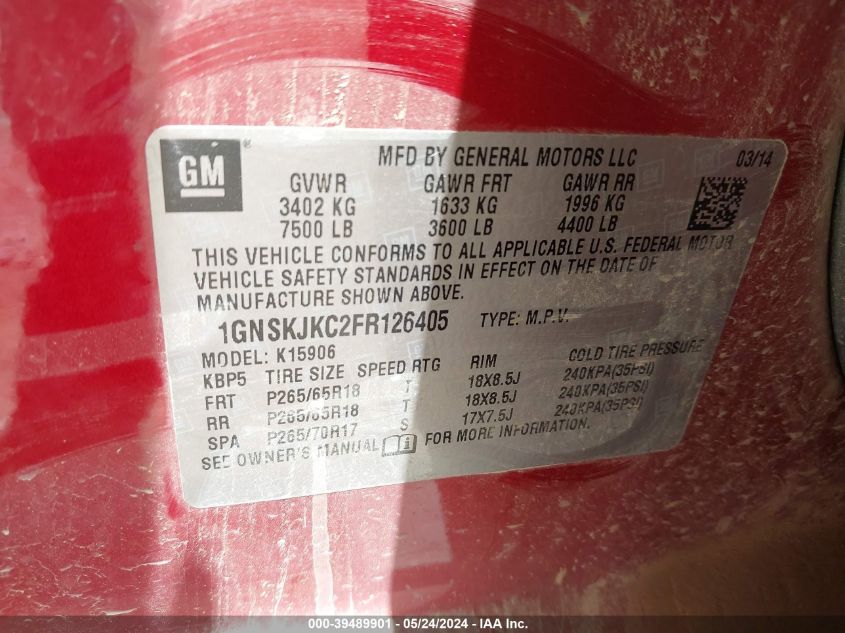 GM ®
MFD BY GENERAL MOTORS LLC 03/14
GVWR GAWR FRT GAWR RR
3402 KG 1633 KG 1996 KG
7500 LB 3600 LB 4400 LB
THIS VEHICLE CONFORMS TO ALL APPLICABLE U.S. FEDERAL MOTOR
VEHICLE SAFETY STANDARDS IN EFFECT ON THE DATE OF
MANUFACTURE SHOWN ABOVE.
1GNSKJKC2FR126405 TYPE: M.P.V.
MODEL: K15906
KBP5 TIRE SIZE SPEED RTG RIM COLD TIRE PRESSURE
FRT P265/65R18 T 18X8.5J 240KPA(35PSI)
RR P265/65R18 T 18X8.5J 240KPA(35PSI)
SPA P265/70R17 S 17X7.5J 240KPA(35PSI)
SEE OWNER'S MANUAL FOR MORE INFORMATION.
000-39489901 - 05/24/2024 - IAA Inc.